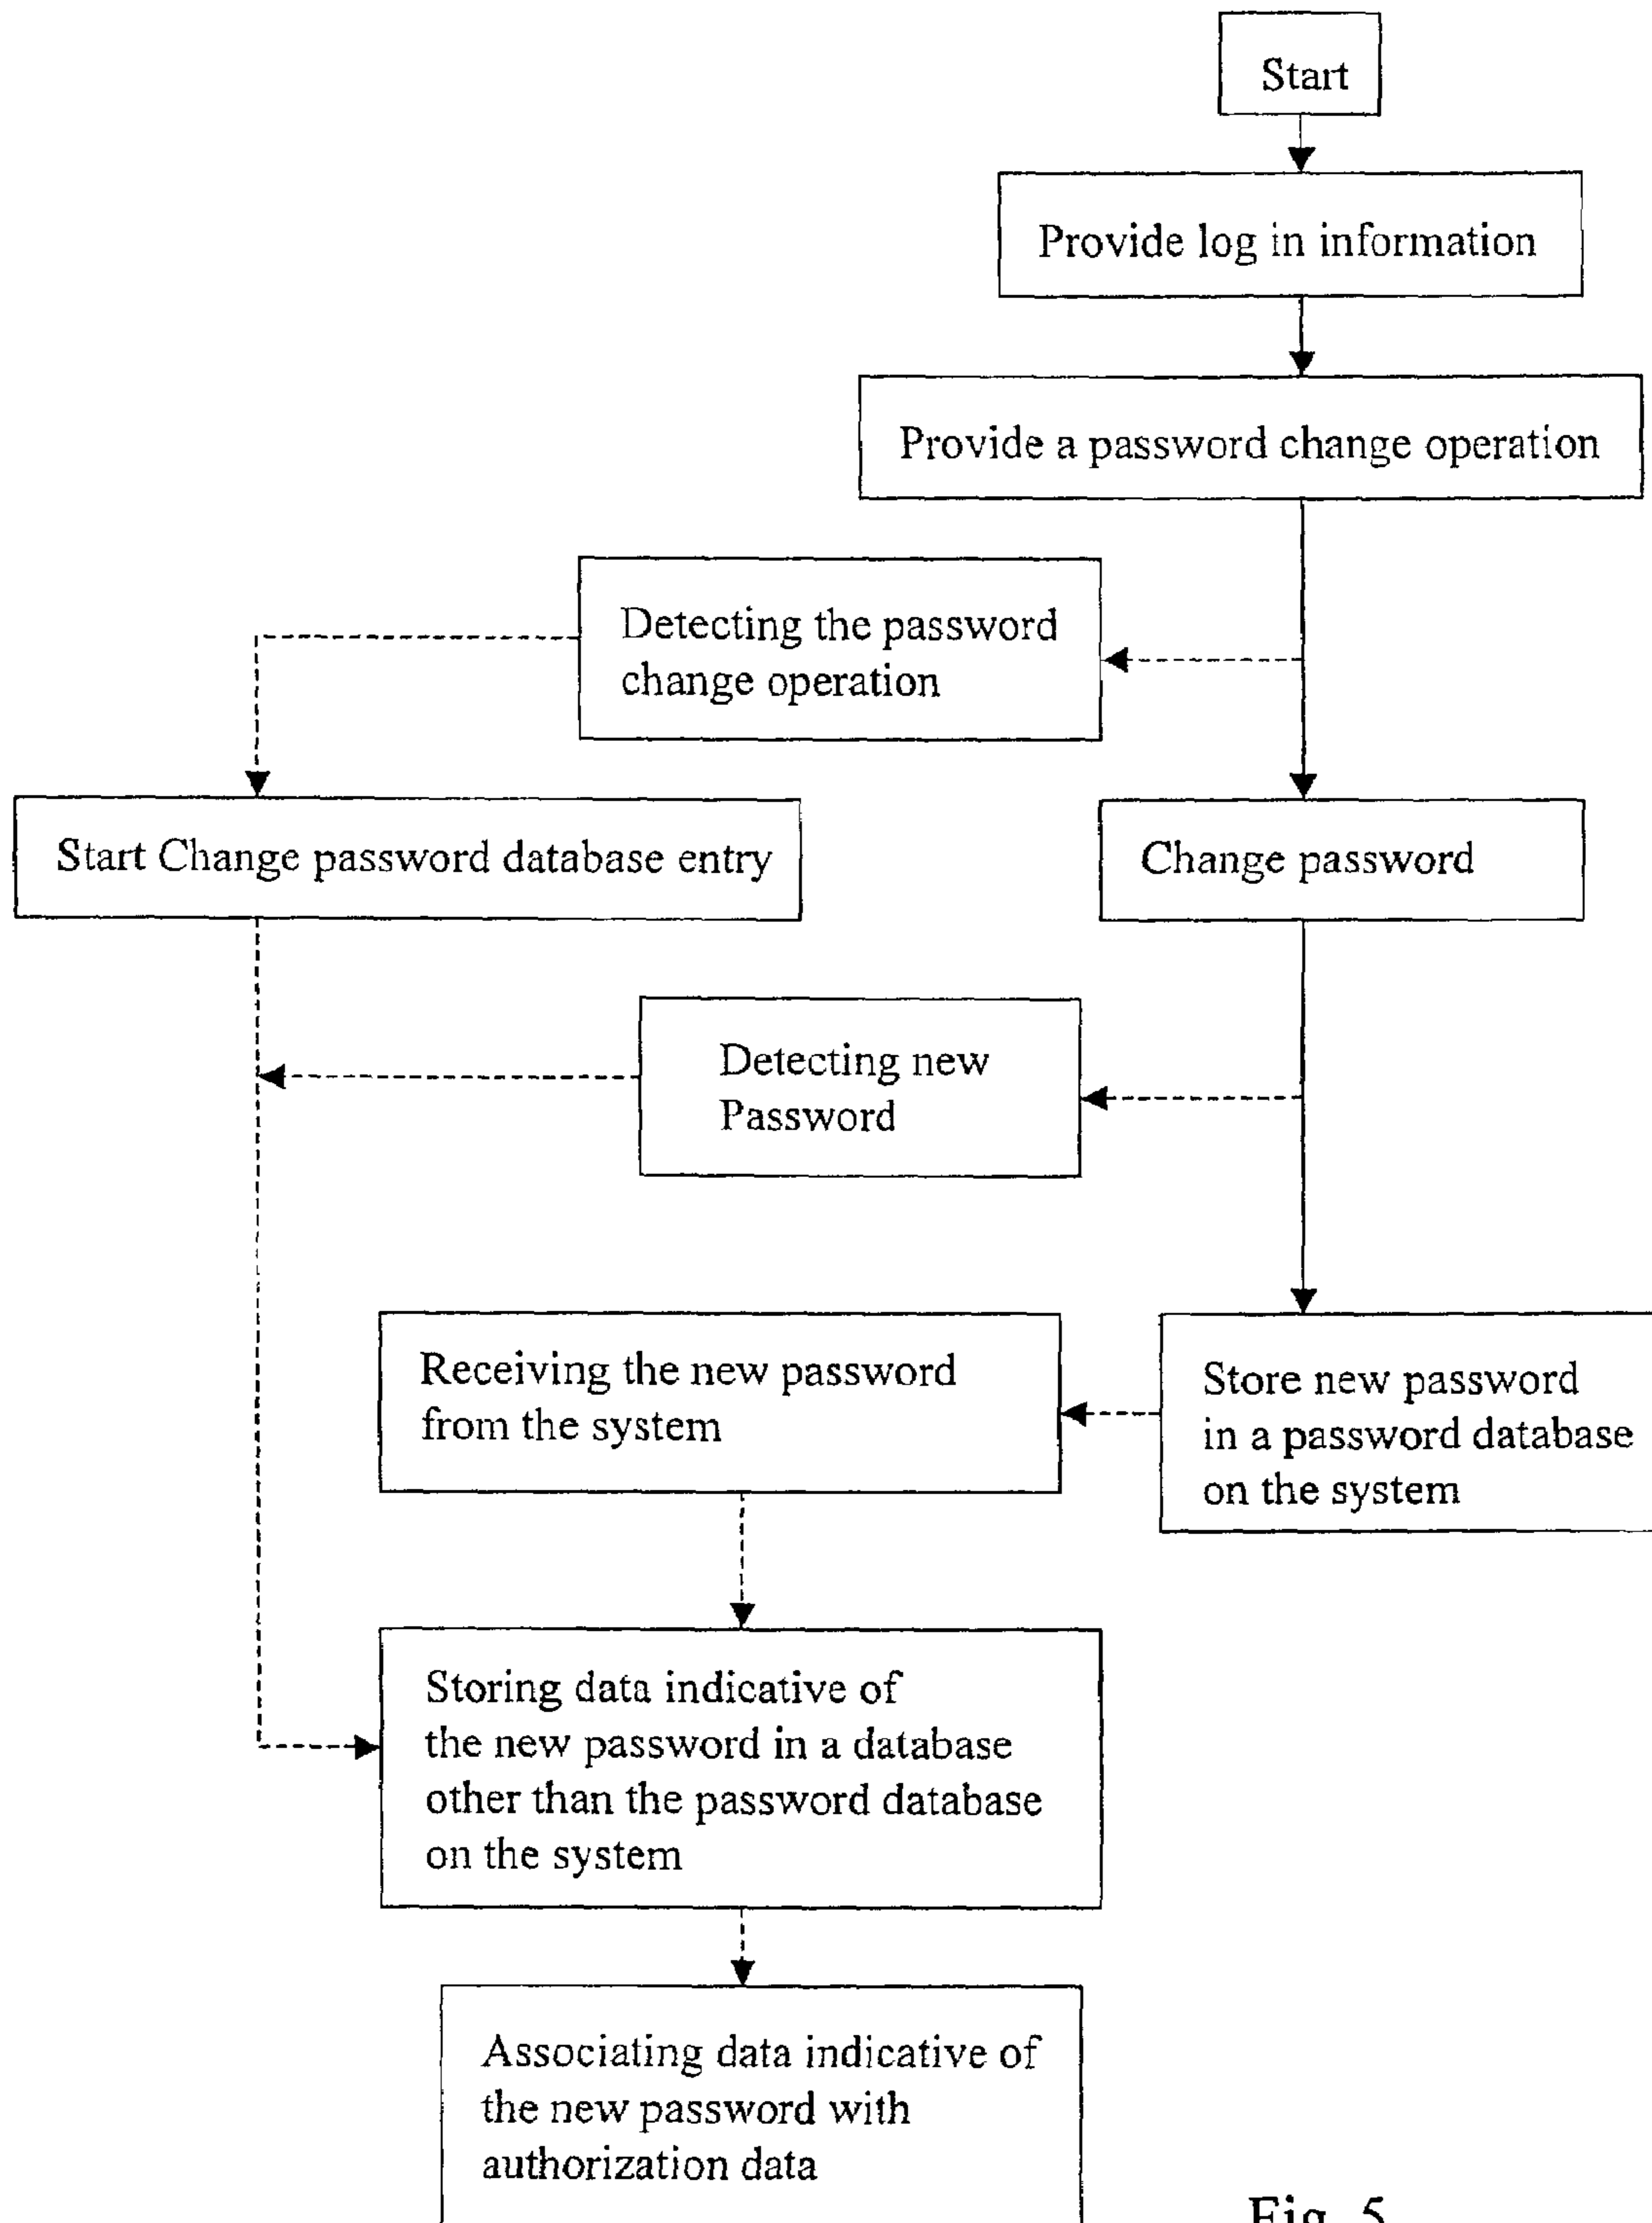 Start
Provide log in information
Provide a password change operation
Detecting the password
change operation
Start Change password database entry
Change password
Detecting new
Password
Receiving the new password
from the system
Store new password
in a password database
on the system
Storing data indicative of
the new password in a database
other than the password database
on the system
Associating data indicative of
the new password with
authorization data
Fig. 5